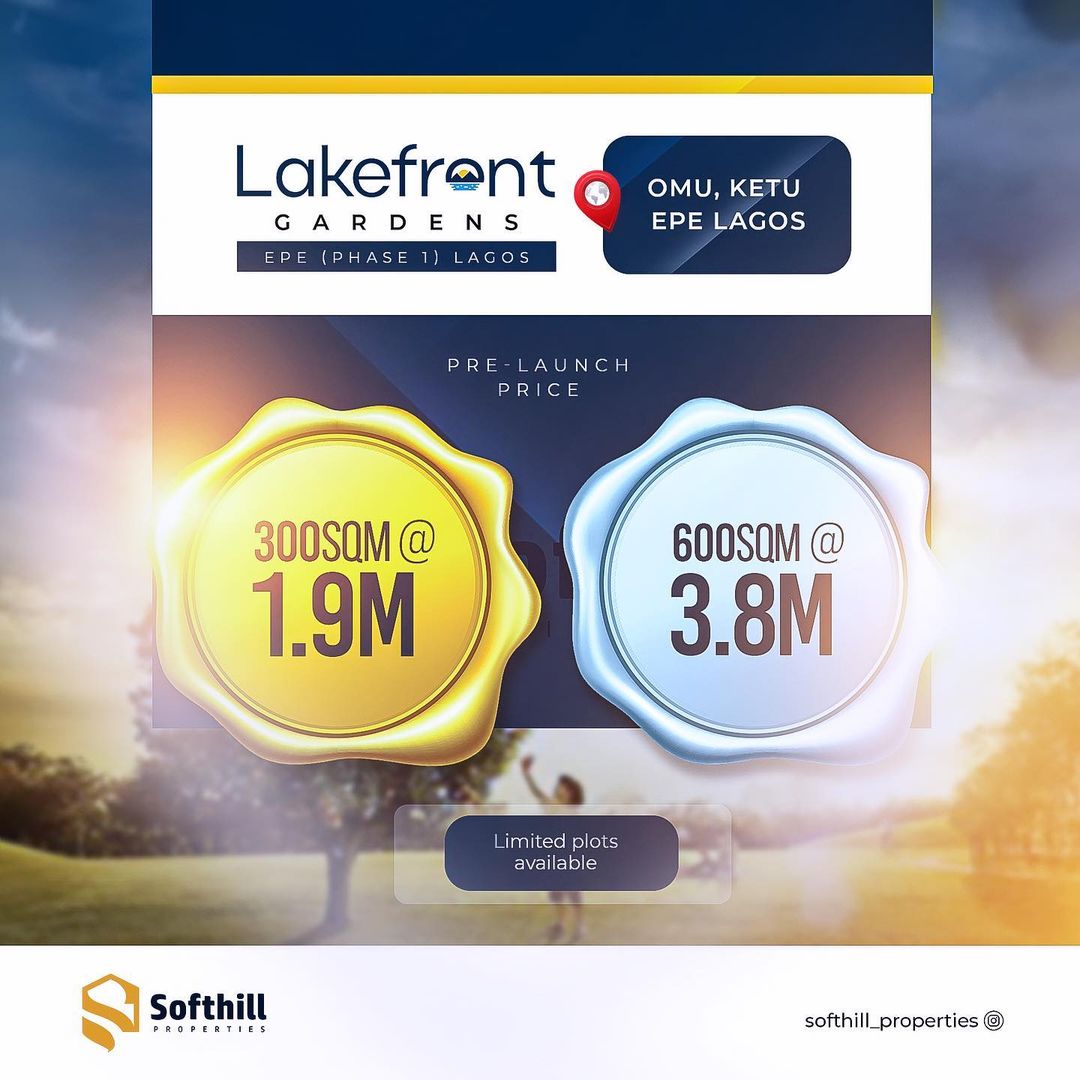 Lakefront
GARDENS
EPE (PHASE 1) LAGOS
OMU, KETU
EPE LAGOS
PRE-LAUNCH
PRICE
300SQM @
1.9M
600SQM @
3.8M
Limited plots
available
Softhill
PROPERTIES
softhill_properties